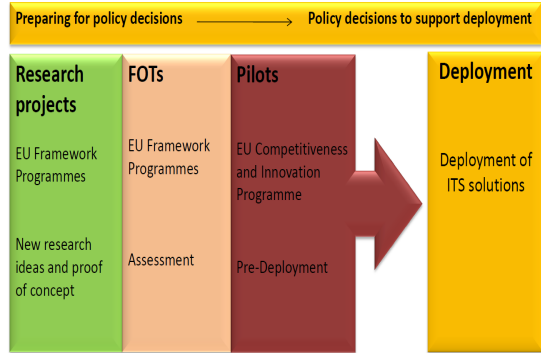 Preparing for policy decisions
Policy decisions to support deployment
Research
projects
EU Framework
Programmes
New research
ideas and proof
of concept
FOTs
EU Framework
Programmes
Assessment
Pilots
EU Competitiveness
and Innovation
Programme
Pre-Deployment
Deployment
Deployment of
ITS solutions